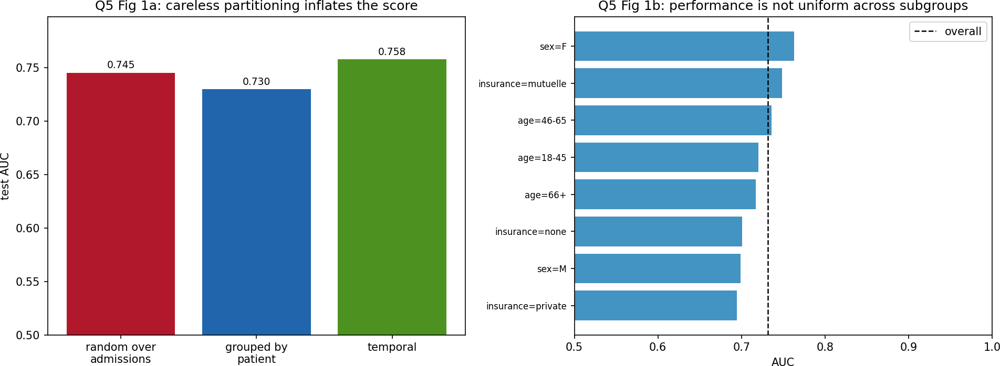 Q5 Fig 1a: careless partitioning inflates the score
test AUC
0.75
0.70
0.65
0.60
0.55
0.50
0.745
0.730
0.758
random over
admissions
grouped by
patient
temporal
Q5 Fig 1b: performance is not uniform across subgroups
overall
sex=F
insurance=mutuelle
age=46-65
age=18-45
age=66+
insurance=none
sex=M
insurance=private
0.5
0.6
0.7
0.8
0.9
1.0
AUC